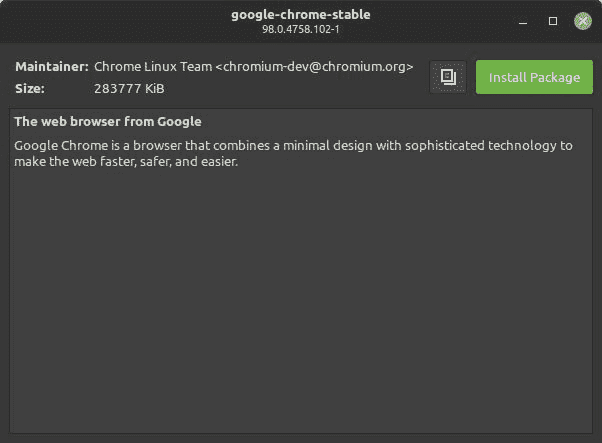 google-chrome-stable
98.0.4758.102-1
Maintainer: Chrome Linux Team <chromium-dev@chromium.org>
Install Package
Size: 283777 KiB
The web browser from Google
Google Chrome is a browser that combines a minimal design with sophisticated technology to
make the web faster, safer, and easier.